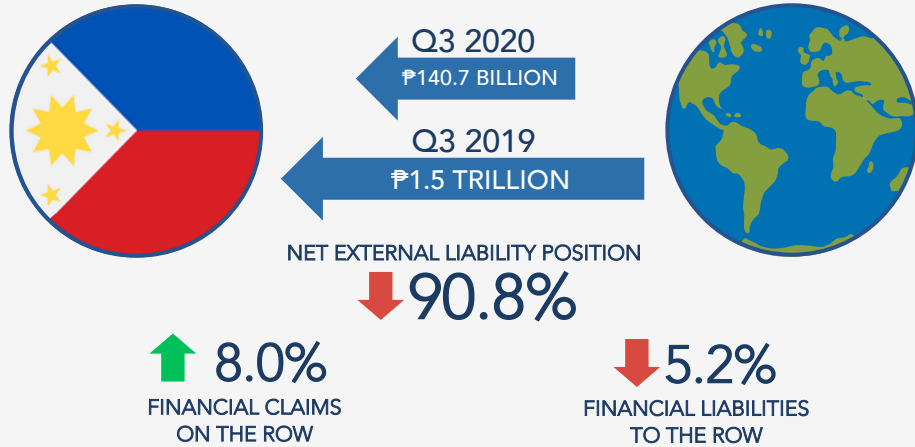 Q3 2020
₱140.7 BILLION
Q3 2019
₱1.5 TRILLION
NET EXTERNAL LIABILITY POSITION
90.8%
8.0%
FINANCIAL CLAIMS
ON THE ROW
5.2%
FINANCIAL LIABILITIES
TO THE ROW